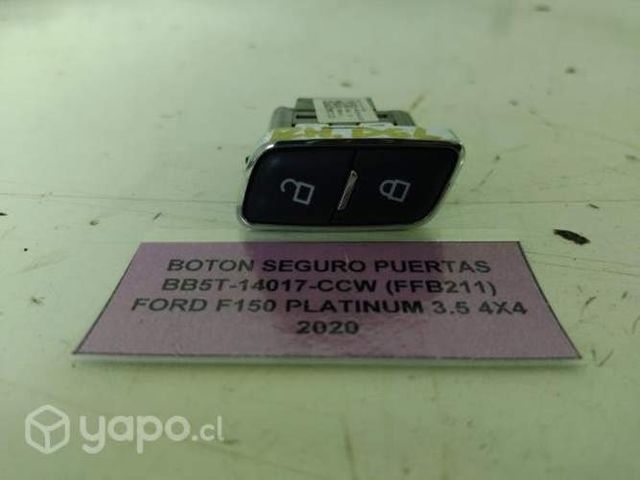 BOTON SEGURO PUERTAS
BB5T-14017-CCW (FFB211)
FORD F150 PLATINUM 3.5 4X4
2020
yapo.cl